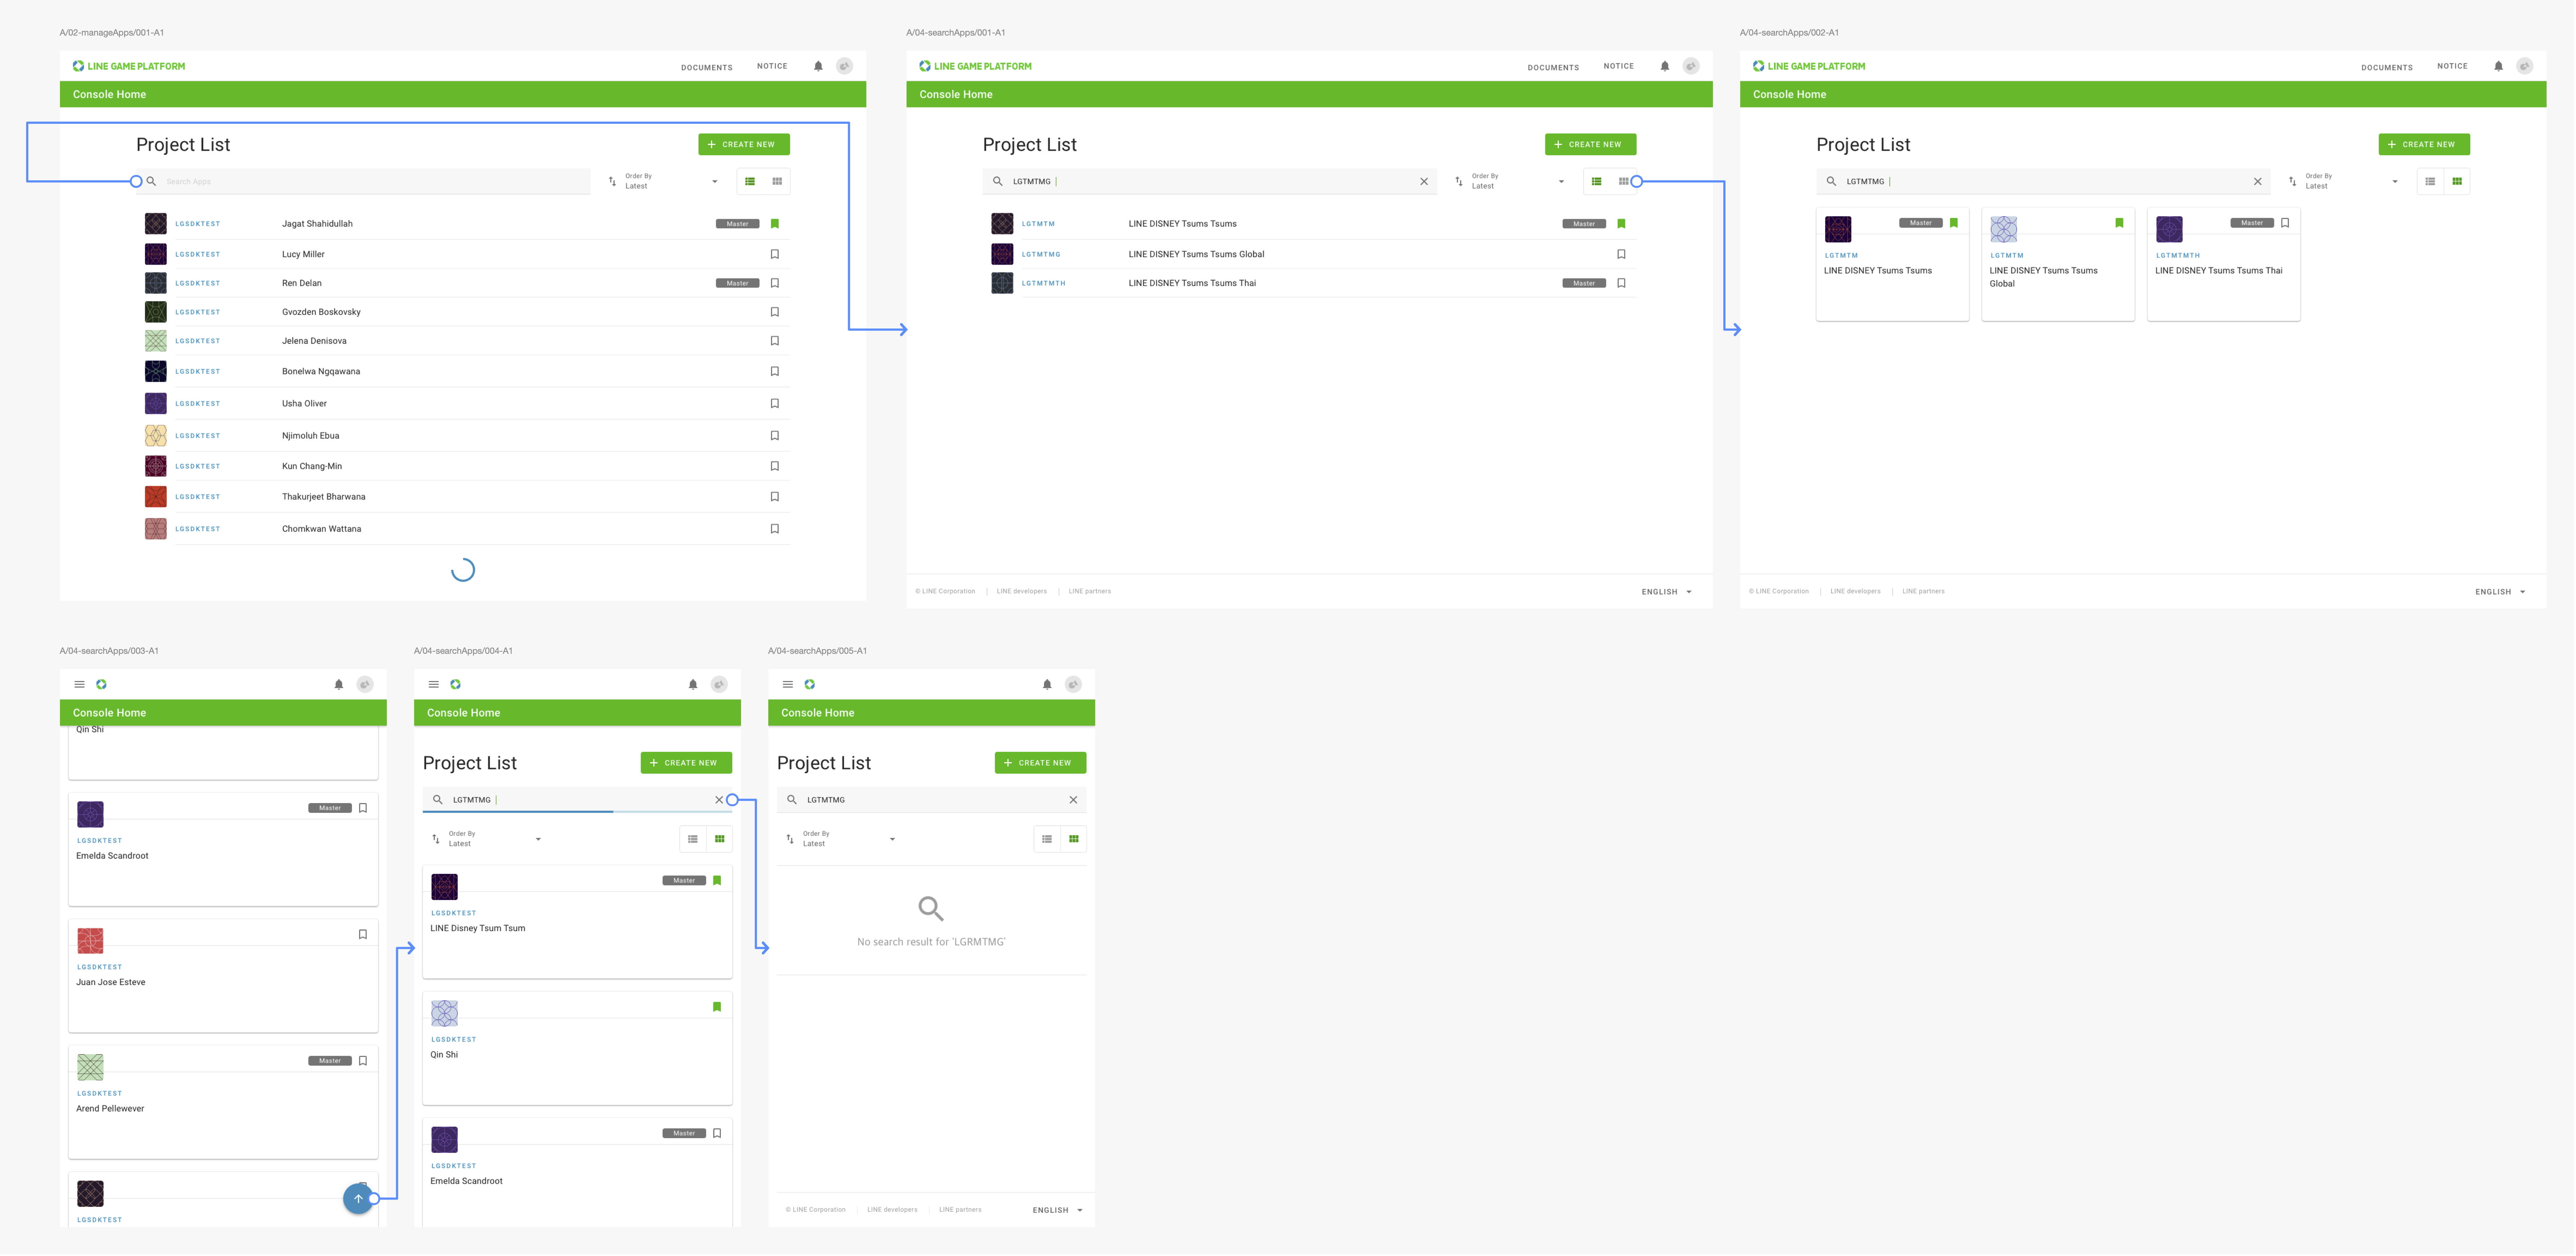 A/02-manageApps/001-A1
LINE GAME PLATFORM
DOCUMENTS
NOTICE
Console Home
Project List
CREATE NEW
Search Apps
Order By
Latest
LGSDKTEST Jagat Shahidullah Master
LGSDKTEST Lucy Miller
LGSDKTEST Ren Delan Master
LGSDKTEST Gvozden Boskovsky
LGSDKTEST Jelena Denisova
LGSDKTEST Bonelwa Ngqawana
LGSDKTEST Usha Oliver
LGSDKTEST Njimoluh Ebua
LGSDKTEST Kun Chang-Min
LGSDKTEST Thakurjeet Bharwana
LGSDKTEST Chomkwan Wattana
A/04-searchApps/001-A1
LINE GAME PLATFORM
DOCUMENTS
NOTICE
Console Home
Project List
CREATE NEW
LGTMTMG
Order By
Latest
LGTMTM LINE DISNEY Tsums Tsums Master
LGTMTMG LINE DISNEY Tsums Tsums Global
LGTMTMTH LINE DISNEY Tsums Tsums Thai Master
© LINE Corporation
LINE developers
LINE partners
ENGLISH
A/04-searchApps/002-A1
LINE GAME PLATFORM
DOCUMENTS
NOTICE
Console Home
Project List
CREATE NEW
LGTMTMG
Order By
Latest
Master
LGTMTM
LINE DISNEY Tsums Tsums
LGTMTM
LINE DISNEY Tsums Tsums
Global
Master
LGTMTMTH
LINE DISNEY Tsums Tsums Thai
© LINE Corporation
LINE developers
LINE partners
ENGLISH
A/04-searchApps/003-A1
Console Home
Qin Shi
Master
LGSDKTEST
Emelda Scandroot
LGSDKTEST
Juan Jose Esteve
Master
LGSDKTEST
Arend Pellewever
LGSDKTEST
A/04-searchApps/004-A1
Console Home
Project List
CREATE NEW
LGTMTMG
Order By
Latest
Master
LGSDKTEST
LINE Disney Tsum Tsum
LGSDKTEST
Qin Shi
Master
LGSDKTEST
Emelda Scandroot
A/04-searchApps/005-A1
Console Home
Project List
CREATE NEW
LGTMTMG
Order By
Latest
No search result for 'LGRMTMG'
© LINE Corporation
LINE developers
LINE partners
ENGLISH